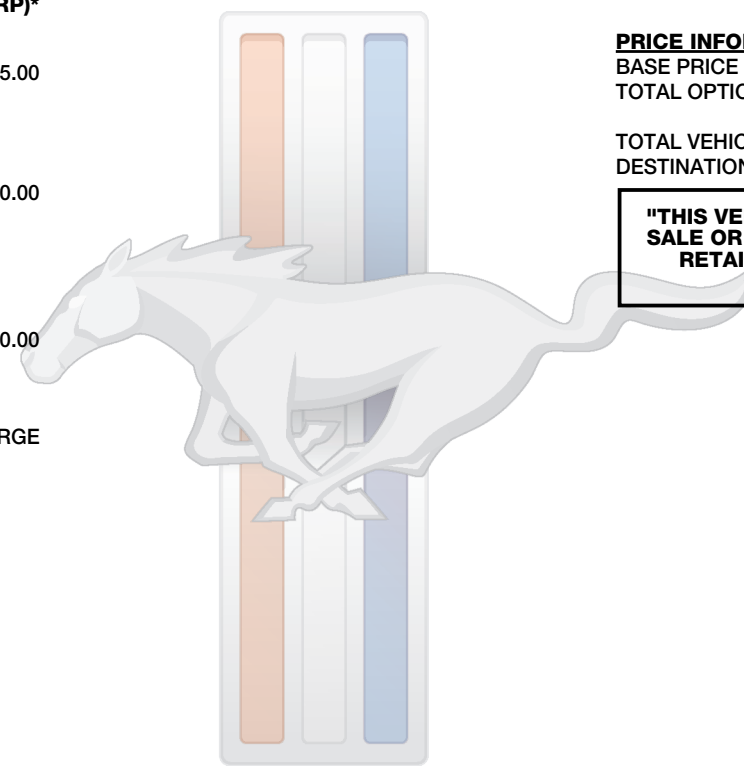 RP)*
5.00
0.00
0.00
RGE
PRICE INFO
BASE PRICE
TOTAL OPTIO
TOTAL VEHIC
DESTINATION
"THIS VE
SALE OR
RETAI